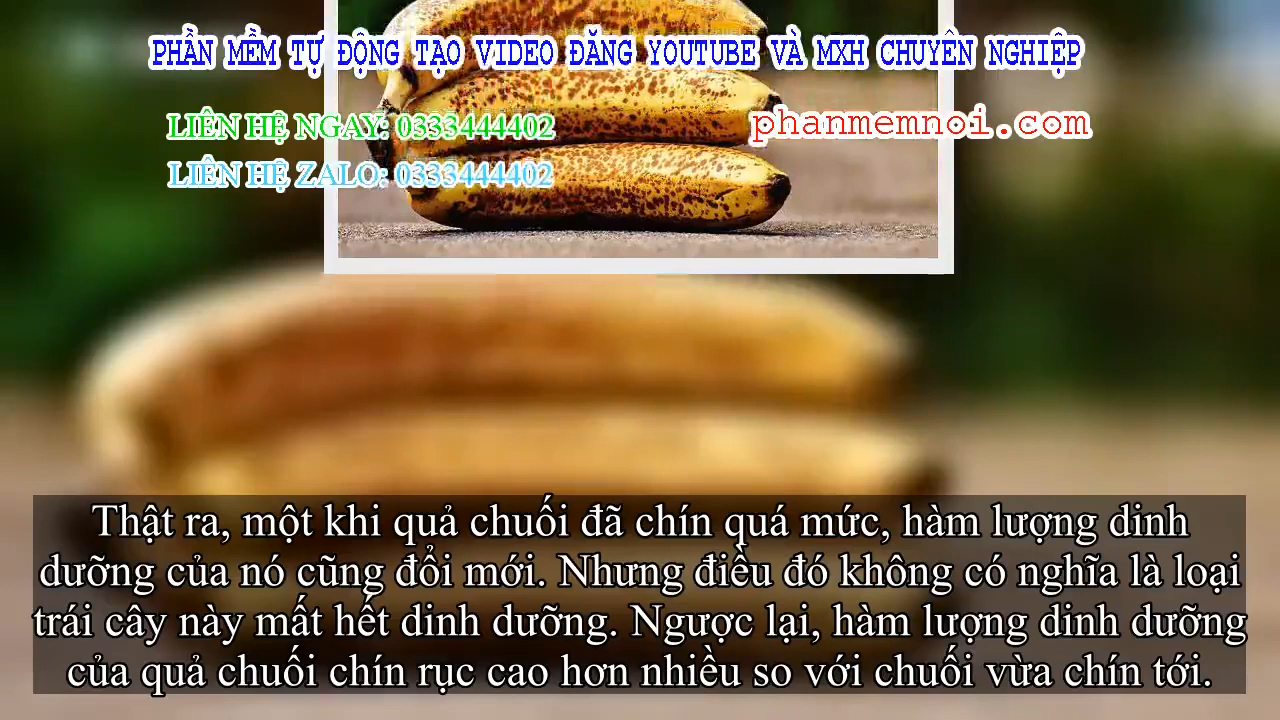 PHẦN MỀM TỰ ĐỘNG TẠO VIDEO ĐĂNG YOUTUBE VÀ MXH CHUYÊN NGHIỆP
LIÊN HỆ NGAY: 0333444402
phanmemnoi.com
LIÊN HỆ ZALO: 0333444402
Thật ra, một khi quả chuối đã chín quá mức, hàm lượng dinh
dưỡng của nó cũng đổi mới. Nhưng điều đó không có nghĩa là loại
trái cây này mất hết dinh dưỡng. Ngược lại, hàm lượng dinh dưỡng
của quả chuối chín rục cao hơn nhiều so với chuối vừa chín tới.